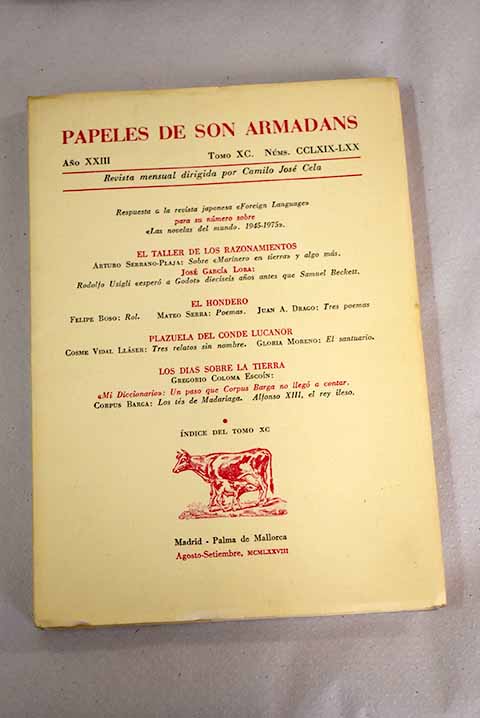 PAPELES DE SON ARMADANS
Año XXIII Tomo XC. Núms. CCLXIX-LXX
Revista mensual dirigida por Camilo José Cela
Respuesta a la revista japonesa «Foreign Language»
para su número sobre
«Las novelas del mundo. 1945-1975».
EL TALLER DE LOS RAZONAMIENTOS
Arturo Serrano-Plaja: Sobre «Marinero en tierra» y algo más.
José García Lora:
Rodolfo Usigli «esperó a Godot» dieciseis años antes que Samuel Beckett.
EL HONDERO
Felipe Boso: Rol. Mateo Serra: Poemas. Juan A. Drago: Tres poemas
PLAZUELA DEL CONDE LUCANOR
Cosme Vidal Llàser: Tres relatos sin nombre. Gloria Moreno: El santuario.
LOS DIAS SOBRE LA TIERRA
Gregorio Coloma Escoín:
«Mi Diccionario»: Un paso que Corpus Barga no llegó a contar.
Corpus Barga: Los tés de Madariaga. Alfonso XIII, el rey ileso.
ÍNDICE DEL TOMO XC
Madrid - Palma de Mallorca
Agosto-Setiembre, MCMLXXVIII